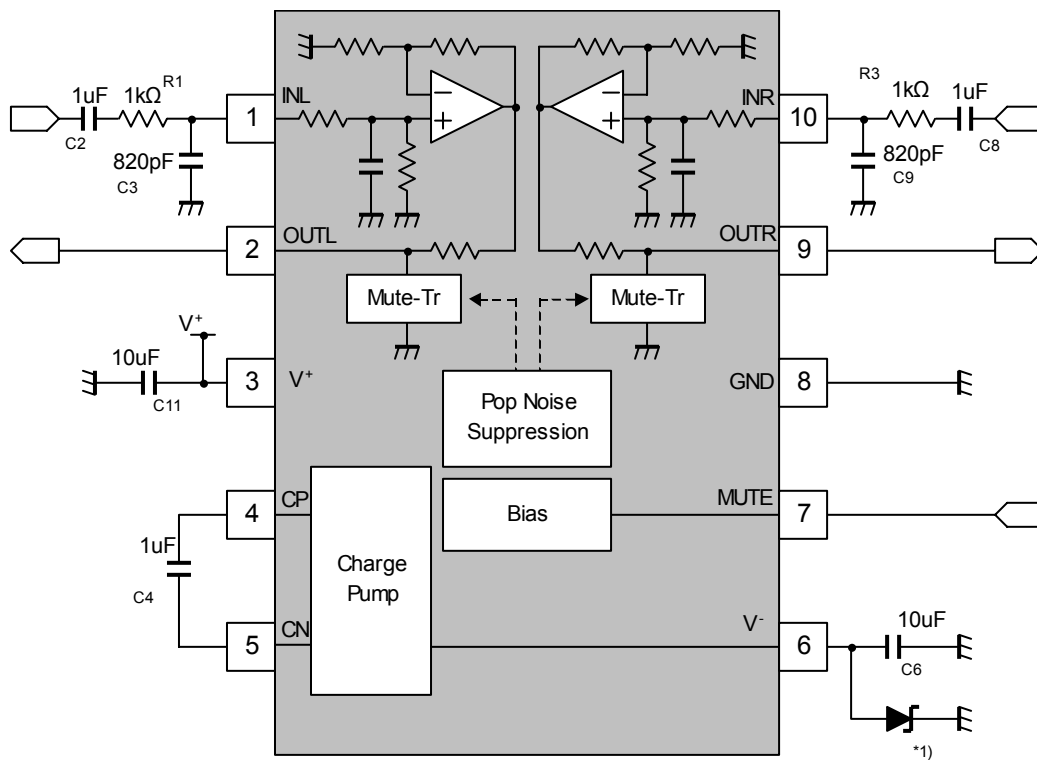 1uF
R1
1kΩ
C2
820pF
C3
1
INL
INR
10
R3
1kΩ
1uF
C8
820pF
C9
2
OUTL
OUTR
9
Mute-Tr
Mute-Tr
V+
10uF
C11
3
V+
GND
8
Pop Noise
Suppression
4
CP
MUTE
7
Bias
1uF
C4
Charge
Pump
5
CN
V-
6
10uF
C6
*1)